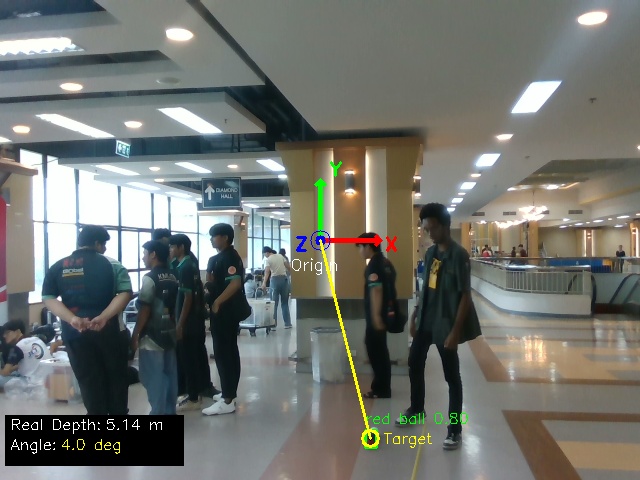 DIAMOND
HALL
Y
Z
X
Origin
red ball 0.80
Target
Real Depth: 5.14 m
Angle: 4.0 deg